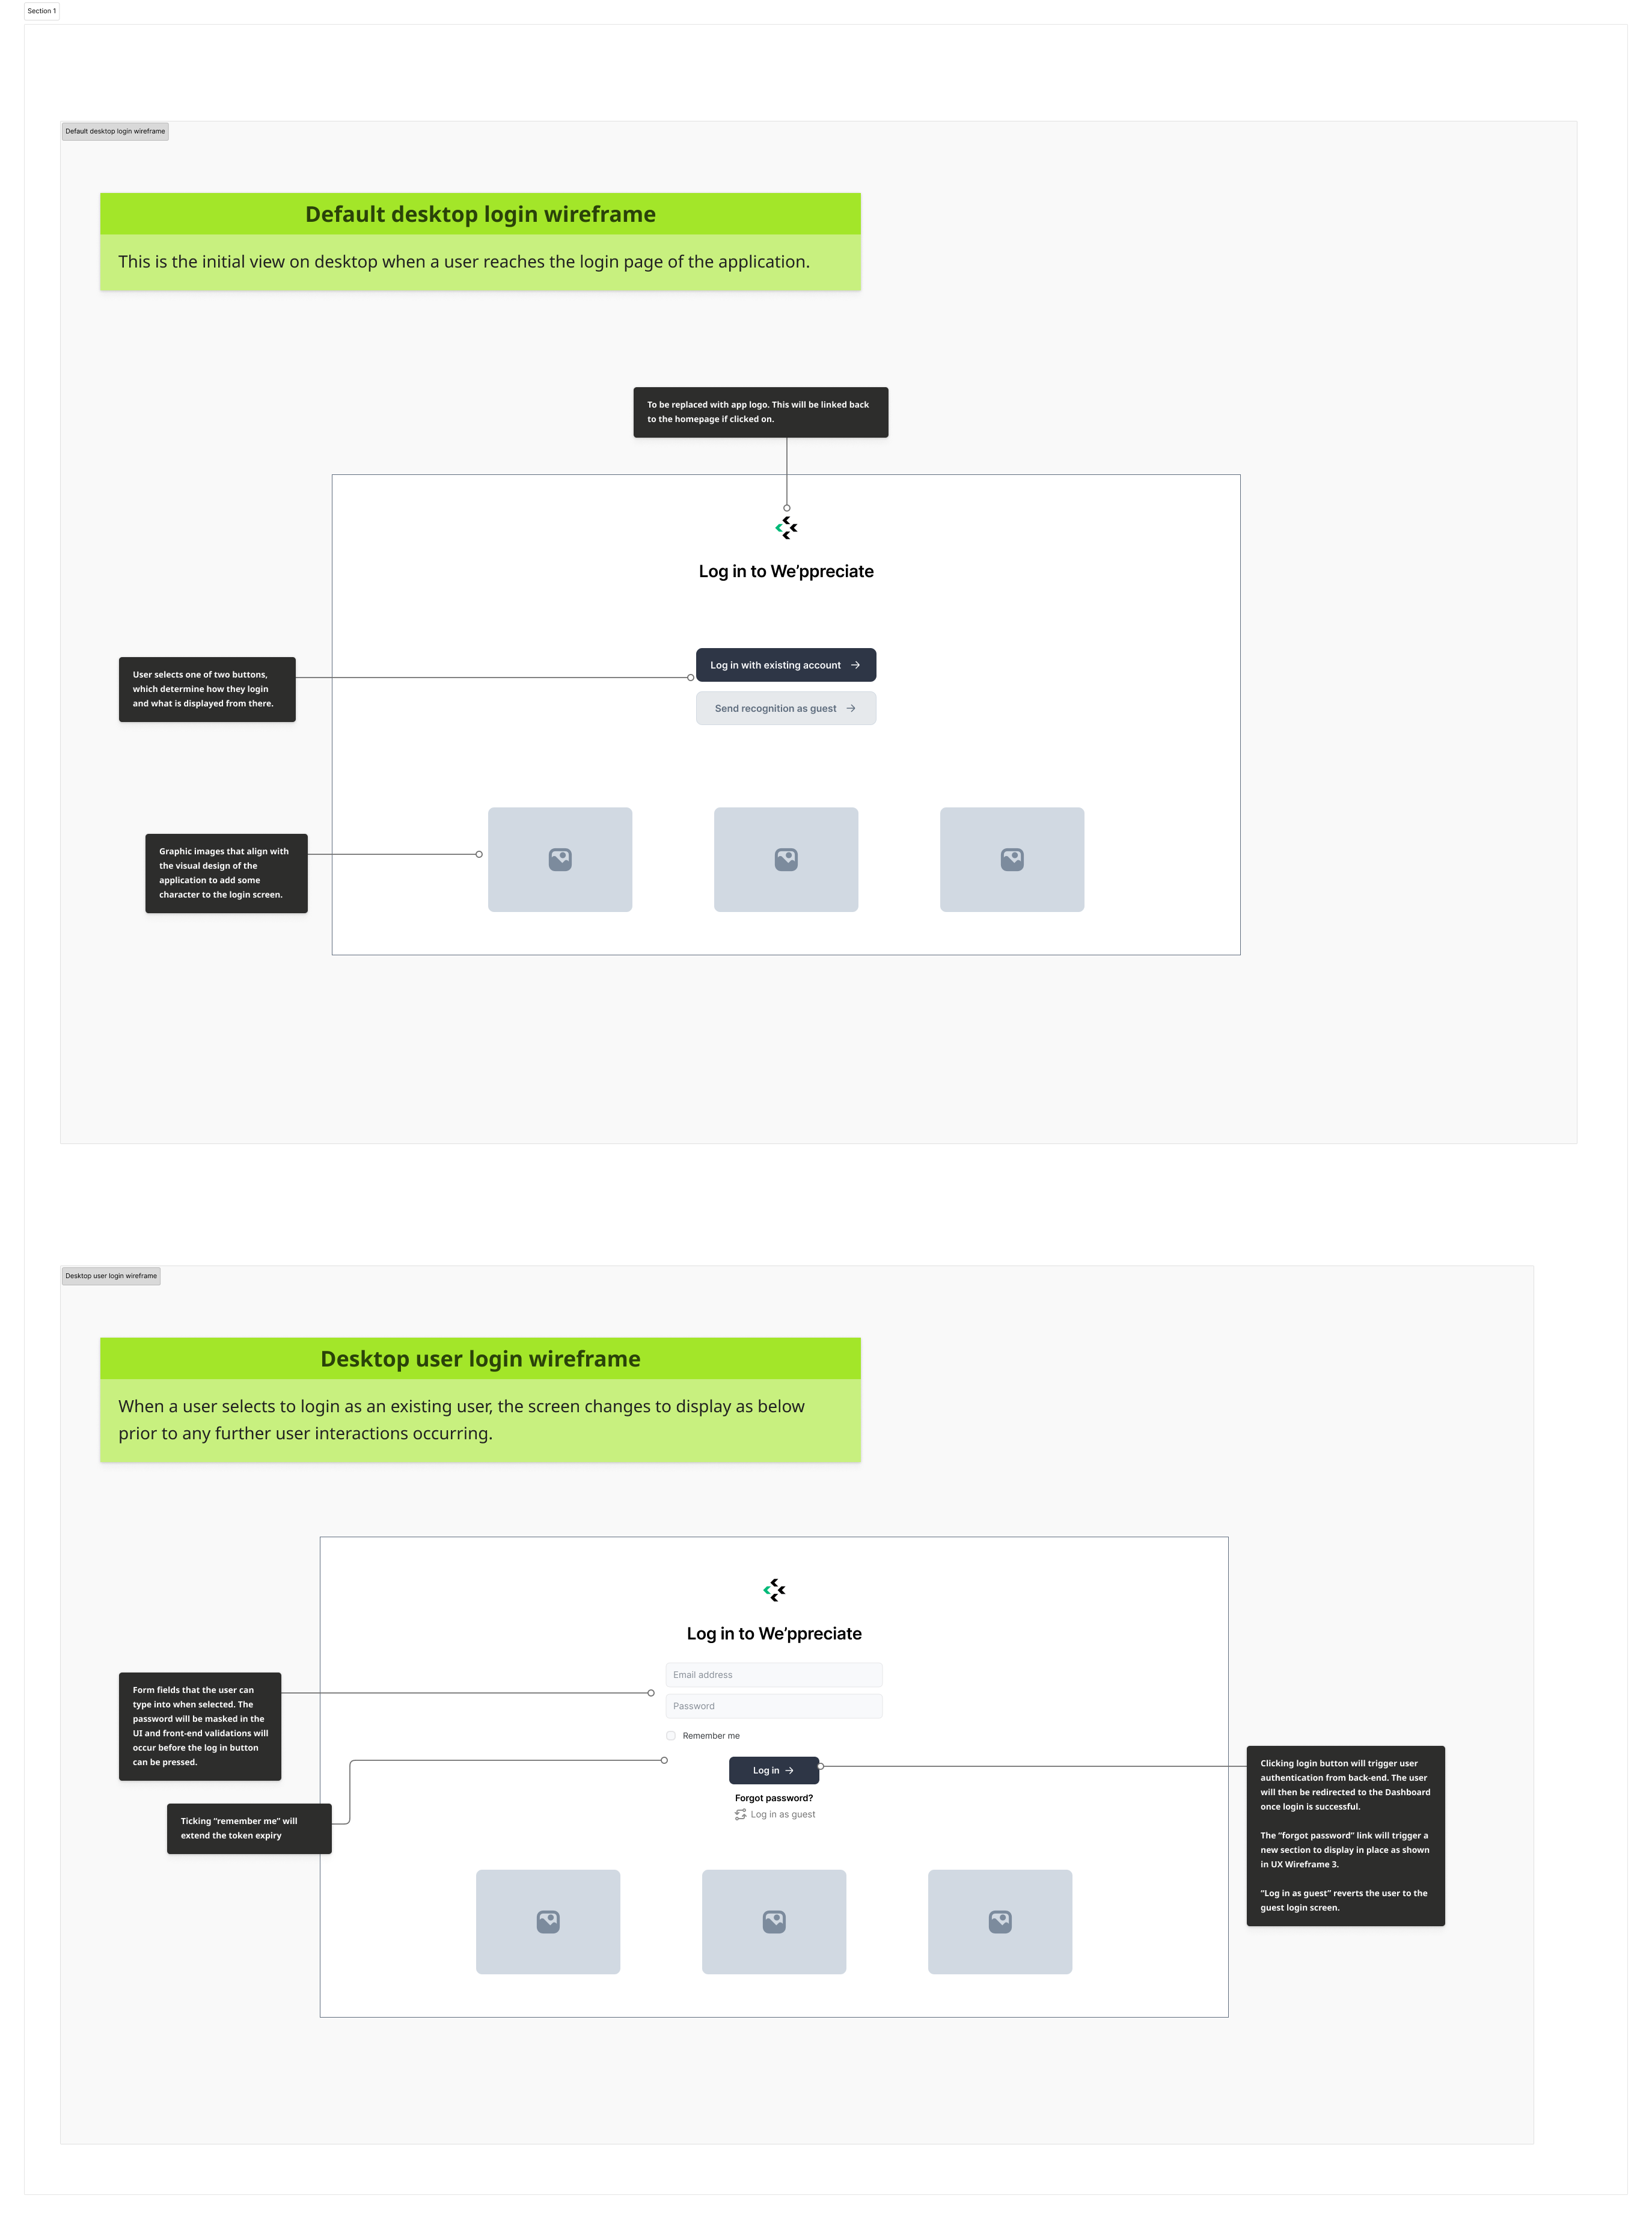 Section 1
Default desktop login wireframe
Default desktop login wireframe
This is the initial view on desktop when a user reaches the login page of the application.
To be replaced with app logo. This will be linked back
to the homepage if clicked on.
Log in to We’ppreciate
User selects one of two buttons,
which determine how they login
and what is displayed from there.
Log in with existing account
Send recognition as guest
Graphic images that align with
the visual design of the
application to add some
character to the login screen.
Desktop user login wireframe
Desktop user login wireframe
When a user selects to login as an existing user, the screen changes to display as below
prior to any further user interactions occurring.
Log in to We’ppreciate
Form fields that the user can
type into when selected. The
password will be masked in the
UI and front-end validations will
occur before the log in button
can be pressed.
Email address
Password
Remember me
Log in
Forgot password?
Log in as guest
Ticking “remember me” will
extend the token expiry
Clicking login button will trigger user
authentication from back-end. The user
will then be redirected to the Dashboard
once login is successful.
The “forgot password” link will trigger a
new section to display in place as shown
in UX Wireframe 3.
“Log in as guest” reverts the user to the
guest login screen.